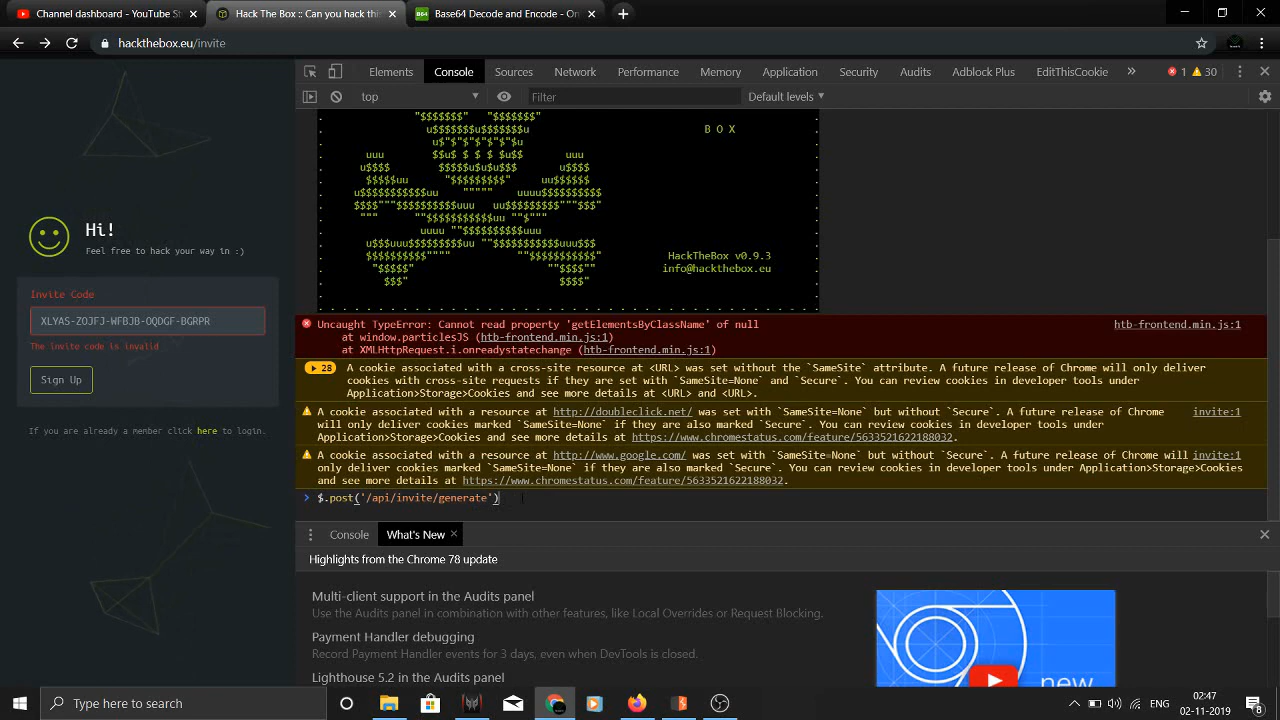 Channel dashboard - YouTube St
Hack The Box :: Can you hack thi
Base64 Decode and Encode - On
hackthebox.eu/invite
Elements Console Sources Network Performance Memory Application Security Audits Adblock Plus EditThisCookie 1 30
top Filter Default levels
"$$$$$$$" "$$$$$$$"
B O X
HackTheBox v0.9.3
info@hackthebox.eu
Hi!
Feel free to hack your way in :)
Invite Code
XLYAS-ZOJFJ-WFBJB-OQDGF-BGRPR
The invite code is invalid
Sign Up
If you are already a member click here to login.
Uncaught TypeError: Cannot read property 'getElementsByClassName' of null htb-frontend.min.js:1
at window.particlesJS (htb-frontend.min.js:1)
at XMLHttpRequest.i.onreadystatechange (htb-frontend.min.js:1)
28 A cookie associated with a cross-site resource at <URL> was set without the `SameSite` attribute. A future release of Chrome will only deliver
cookies with cross-site requests if they are set with `SameSite=None` and `Secure`. You can review cookies in developer tools under
Application>Storage>Cookies and see more details at <URL> and <URL>.
A cookie associated with a resource at http://doubleclick.net/ was set with `SameSite=None` but without `Secure`. A future release of Chrome invite:1
will only deliver cookies marked `SameSite=None` if they are also marked `Secure`. You can review cookies in developer tools under
Application>Storage>Cookies and see more details at https://www.chromestatus.com/feature/5633521622188032.
A cookie associated with a resource at http://www.google.com/ was set with `SameSite=None` but without `Secure`. A future release of Chrome will invite:1
only deliver cookies marked `SameSite=None` if they are also marked `Secure`. You can review cookies in developer tools under Application>Storage>Cookies
and see more details at https://www.chromestatus.com/feature/5633521622188032.
> $.post('/api/invite/generate')
Console What's New
Highlights from the Chrome 78 update
Multi-client support in the Audits panel
Use the Audits panel in combination with other features, like Local Overrides or Request Blocking.
Payment Handler debugging
Record Payment Handler events for 3 days, even when DevTools is closed.
Lighthouse 5.2 in the Audits panel
new
Type here to search
ENG
02:47
02-11-2019
8